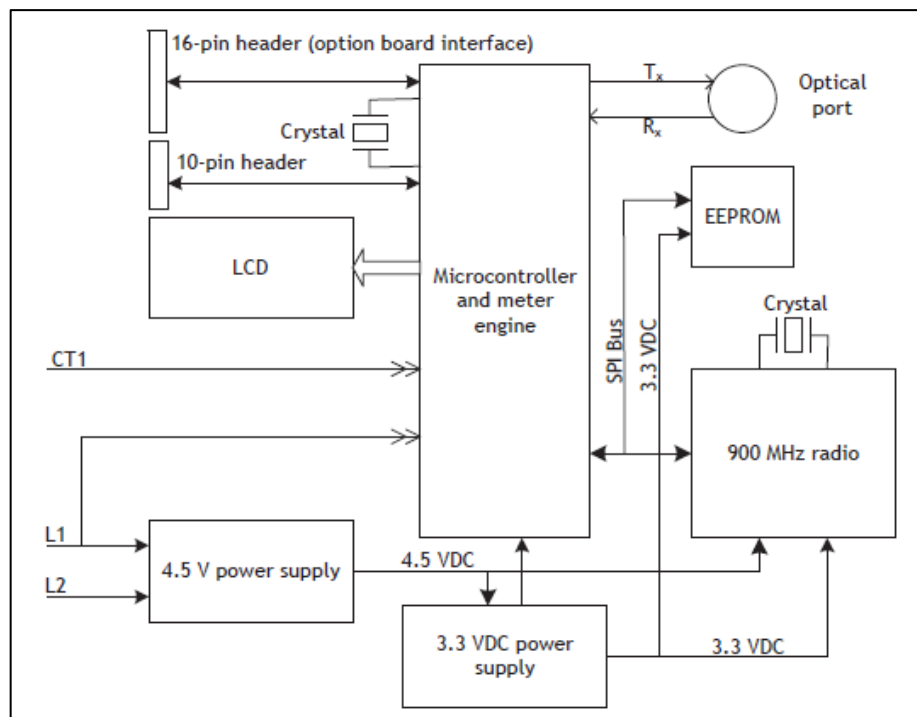 16-pin header (option board interface)
Tx
Optical
port
Rx
Crystal
10-pin header
EEPROM
LCD
Microcontroller
and meter
engine
Crystal
SPI Bus
3.3 VDC
CT1
900 MHz radio
L1
4.5 V power supply
4.5 VDC
L2
3.3 VDC power
supply
3.3 VDC